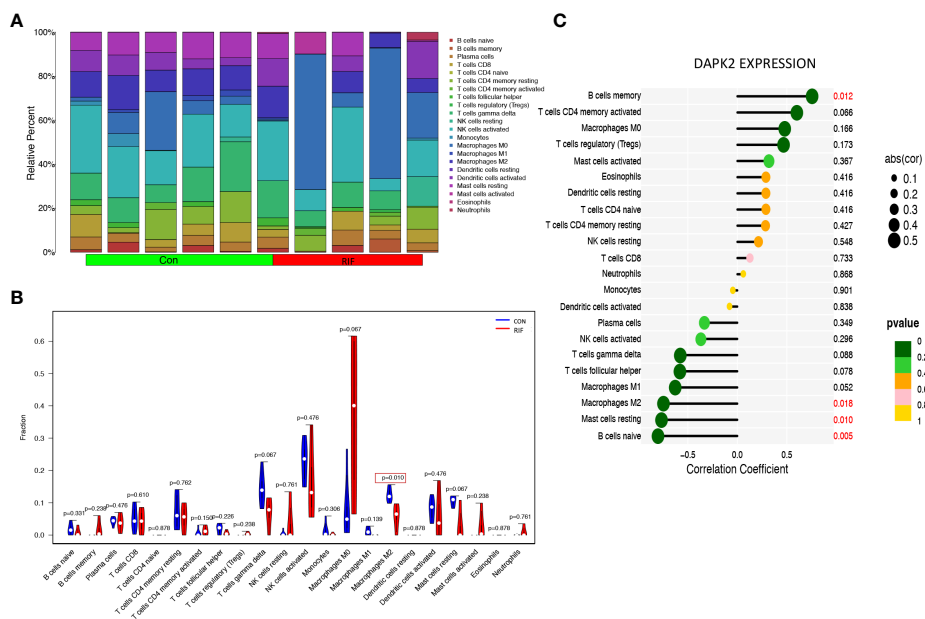 A
100%
80%
60%
40%
20%
0%
Relative Percent
Con
RIF
B cells naive
B cells memory
Plasma cells
T cells CD8
T cells CD4 naive
T cells CD4 memory resting
T cells CD4 memory activated
T cells follicular helper
T cells regulatory (Tregs)
T cells gamma delta
NK cells resting
NK cells activated
Monocytes
Macrophages M0
Macrophages M1
Macrophages M2
Dendritic cells resting
Dendritic cells activated
Mast cells resting
Mast cells activated
Eosinophils
Neutrophils
B
CON
RIF
Fraction
0.6
0.5
0.4
0.3
0.2
0.1
0.0
p=0.331
p=0.238
p=0.476
p=0.610
p=0.878
p=0.762
p=0.150
p=0.226
p=0.238
p=0.067
p=0.761
p=0.476
p=0.306
p=0.067
p=0.139
p=0.010
p=0.878
p=0.476
p=0.067
p=0.238
p=0.878
p=0.761
B cells naive
B cells memory
Plasma cells
T cells CD8
T cells CD4 naive
T cells CD4 memory resting
T cells CD4 memory activated
T cells follicular helper
T cells regulatory (Tregs)
T cells gamma delta
NK cells resting
NK cells activated
Monocytes
Macrophages M0
Macrophages M1
Macrophages M2
Dendritic cells resting
Dendritic cells activated
Mast cells resting
Mast cells activated
Eosinophils
Neutrophils
C
DAPK2 EXPRESSION
B cells memory 0.012
T cells CD4 memory activated 0.066
Macrophages M0 0.166
T cells regulatory (Tregs) 0.173
Mast cells activated 0.367
Eosinophils 0.416
Dendritic cells resting 0.416
T cells CD4 naive 0.416
T cells CD4 memory resting 0.427
NK cells resting 0.548
T cells CD8 0.733
Neutrophils 0.868
Monocytes 0.901
Dendritic cells activated 0.838
Plasma cells 0.349
NK cells activated 0.296
T cells gamma delta 0.088
T cells follicular helper 0.078
Macrophages M1 0.052
Macrophages M2 0.018
Mast cells resting 0.010
B cells naive 0.005
-0.5 0.0 0.5
Correlation Coefficient
abs(cor)
0.1
0.2
0.3
0.4
0.5
pvalue
0
0.2
0.4
0.6
0.8
1